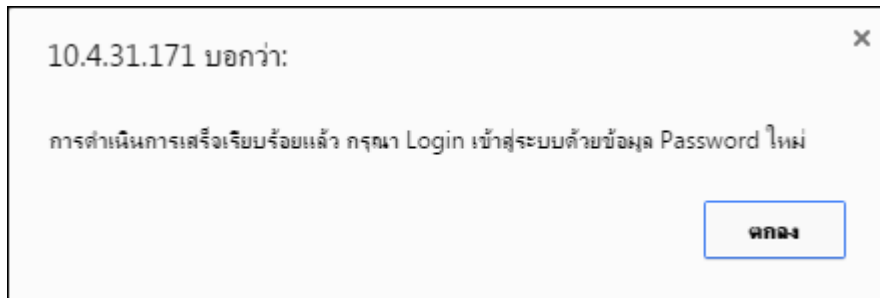 10.4.31.171 บอกว่า:
การดำเนินการเสร็จเรียบร้อยแล้ว กรุณา Login เข้าสู่ระบบด้วยข้อมูล Password ใหม่
ตกลง